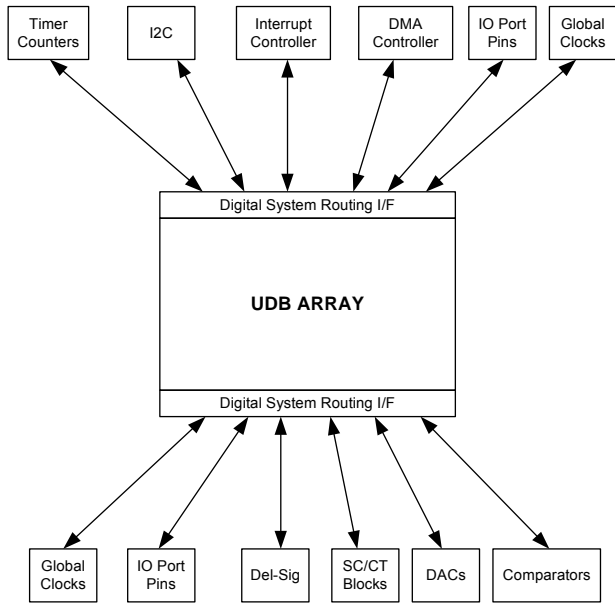 Timer
Counters
I2C
Interrupt
Controller
DMA
Controller
IO Port
Pins
Global
Clocks
Digital System Routing I/F
UDB ARRAY
Digital System Routing I/F
Global
Clocks
IO Port
Pins
Del-Sig
SC/CT
Blocks
DACs
Comparators